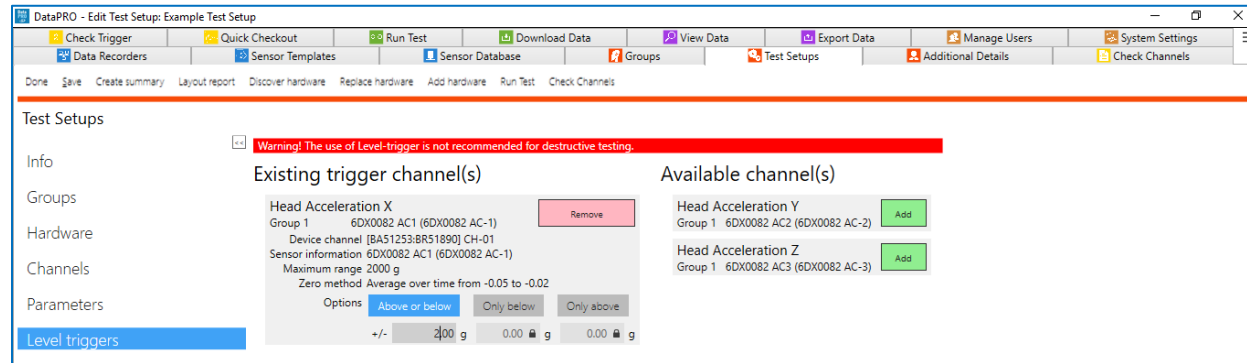 DataPRO - Edit Test Setup: Example Test Setup
Check Trigger Quick Checkout Run Test Download Data View Data Export Data Manage Users System Settings
Data Recorders Sensor Templates Sensor Database Groups Test Setups Additional Details Check Channels
Done Save Create summary Layout report Discover hardware Replace hardware Add hardware Run Test Check Channels
Test Setups
<<
Info
Groups
Hardware
Channels
Parameters
Level triggers
Warning! The use of Level-trigger is not recommended for destructive testing.
Existing trigger channel(s)
Head Acceleration X
Group 1 6DX0082 AC1 (6DX0082 AC-1)
Remove
Device channel [BA51253:BR51890] CH-01
Sensor information 6DX0082 AC1 (6DX0082 AC-1)
Maximum range 2000 g
Zero method Average over time from -0.05 to -0.02
Options Above or below Only below Only above
+/- 2.00 g 0.00 g 0.00 g
Available channel(s)
Head Acceleration Y
Group 1 6DX0082 AC2 (6DX0082 AC-2)
Add
Head Acceleration Z
Group 1 6DX0082 AC3 (6DX0082 AC-3)
Add